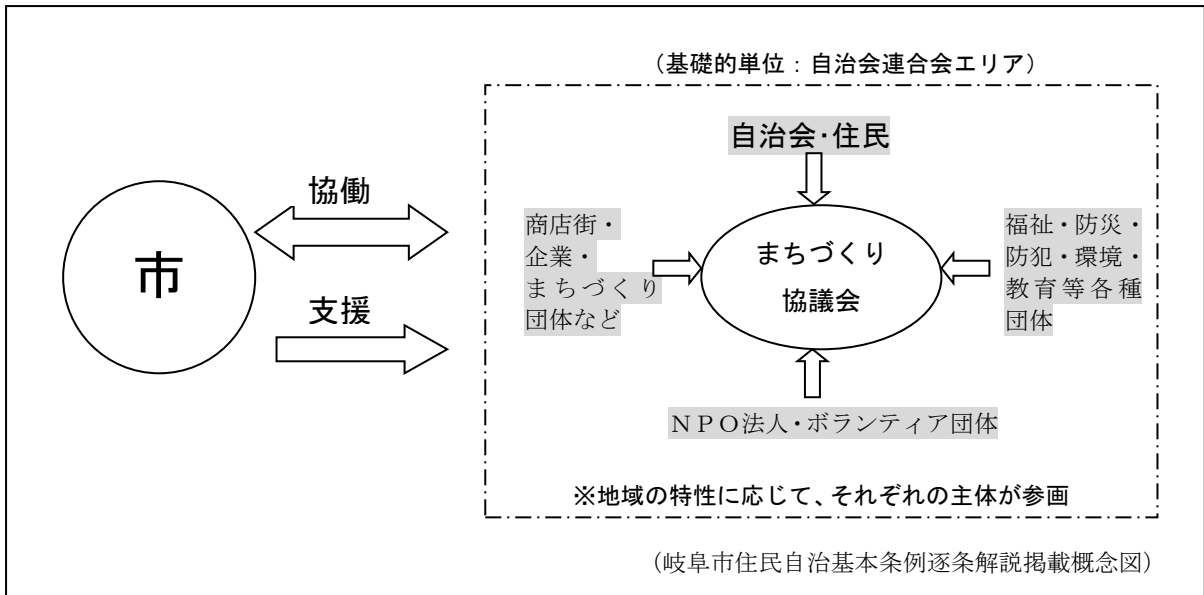 （基礎的単位：自治会連合会エリア）
自治会・住民
協働
市
支援
商店街・
企業・
まちづくり
団体など
まちづくり
協議会
福祉・防災・
防犯・環境・
教育等各種
団体
ＮＰＯ法人・ボランティア団体
※地域の特性に応じて、それぞれの主体が参画
（岐阜市住民自治基本条例逐条解説掲載概念図）